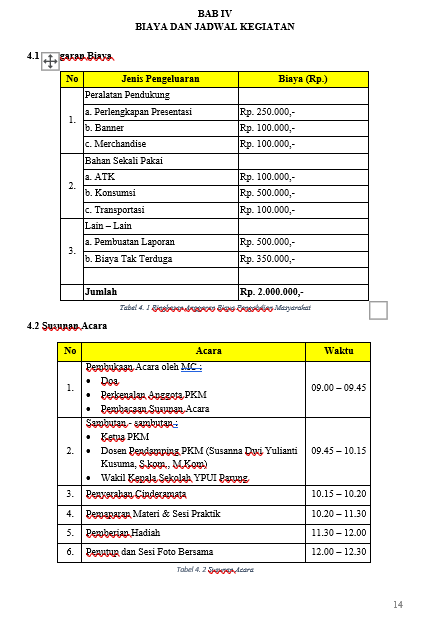 BAB IV
BIAYA DAN JADWAL KEGIATAN
4.1 garan Biaya
No Jenis Pengeluaran Biaya (Rp.)
1.
Peralatan Pendukung
a. Perlengkapan Presentasi Rp. 250.000,-
b. Banner Rp. 100.000,-
c. Merchandise Rp. 100.000,-
2.
Bahan Sekali Pakai
a. ATK Rp. 100.000,-
b. Konsumsi Rp. 500.000,-
c. Transportasi Rp. 100.000,-
3.
Lain – Lain
a. Pembuatan Laporan Rp. 500.000,-
b. Biaya Tak Terduga Rp. 350.000,-
Jumlah Rp. 2.000.000,-
Tabel 4. 1 Ringkasan Anggaran Biaya Pengabdian Masyarakat
4.2 Susunan Acara
No Acara Waktu
1. 09.00 – 09.45
Pembukaan Acara oleh MC :
• Doa
• Perkenalan Anggota PKM
• Pembacaan Susunan Acara
2. 09.45 – 10.15
Sambutan - sambutan :
• Ketua PKM
• Dosen Pendamping PKM (Susanna Dwi Yulianti
Kusuma, S.kom., M.Kom)
• Wakil Kepala Sekolah YPUI Parung
3. Penyerahan Cinderamata 10.15 – 10.20
4. Pemaparan Materi & Sesi Praktik 10.20 – 11.30
5. Pemberian Hadiah 11.30 – 12.00
6. Penutup dan Sesi Foto Bersama 12.00 – 12.30
Tabel 4. 2 Susunan Acara
14